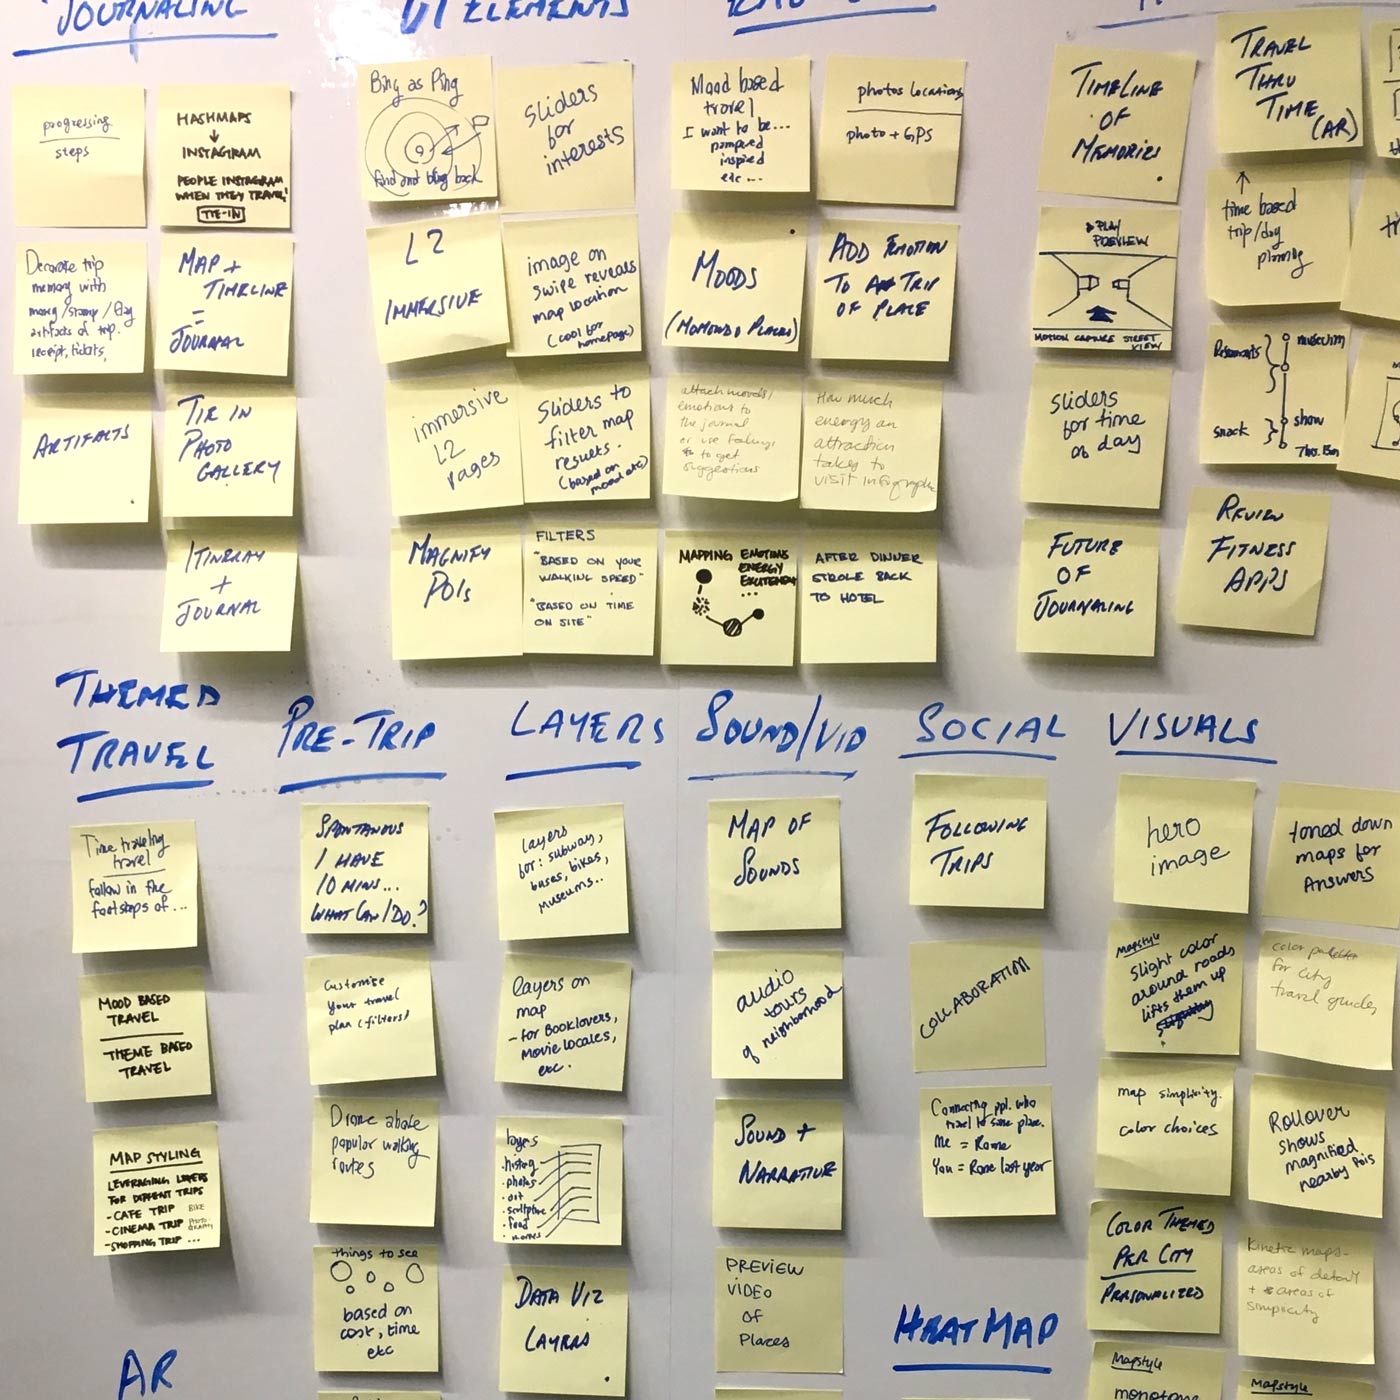 JOURNALING
UI ELEMENTS
progressing
steps
HASHMAPS
INSTAGRAM
PEOPLE INSTAGRAM
WHEN THEY TRAVEL!
TIE-IN
Decorate trip
memory with
money/stamp/
artifacts of trip.
receipt, tickets,
MAP +
TIMELINE
=
JOURNAL
ARTIFACTS
TIE IN
PHOTO
GALLERY
ITINERAY
+
JOURNAL
Bing as Ping
find and bling back
sliders
for
interests
L2
IMMERSIVE
image on
swipe reveals
map location
(cool for
homepage)
immersive
L2
pages
Sliders to
filter map
results.
(based on
mood etc)
MAGNIFY
POIs
FILTERS
"BASED ON YOUR
WALKING SPEED"
"BASED ON TIME
ON SITE"
Mood based
travel
I want to be...
pampered
inspired
etc...
photos locations
photo + GPS
MOODS
(MOMONDO PLACES)
ADD EMOTION
TO A TRIP
OF PLACE
attach moods/
emotions to
the journal
or use feelings
to get
suggestions
How much
energy an
attraction
takes to
visit infographic
MAPPING EMOTIONS
ENERGY
EXCITEMENT
...
AFTER DINNER
STROLE BACK
TO HOTEL
TIMELINE
OF
MEMORIES
TRAVEL
THRU
TIME
(AR)
PLAY
PREVIEW
MOTION CAPTURE STREET
VIEW
time based
trip/day
planning
sliders
for time
of day
Restaurants
museum
snack
show
FUTURE
OF
JOURNALING
REVIEW
FITNESS
APPS
THEMED
TRAVEL
PRE-TRIP
LAYERS
SOUND/VID
SOCIAL
VISUALS
Time traveling
travel
follow in the
footsteps of...
MOOD BASED
TRAVEL
THEME BASED
TRAVEL
MAP STYLING
LEVERAGING LAYERS
FOR DIFFENT TRIPS
- CAFE TRIP BIKE
- CINEMA TRIP PHOTO
GRAPHY
- SHOPPING TRIP ...
AR
SPONTANOUS
I HAVE
10 MINS...
WHAT CAN I DO?
Customise
your travel
plan (filters)
Drone above
popular walking
routes
things to see
based on
cost, time
etc
layers
for: subway,
buses, bikes,
museums..
layers on
map
- for Booklovers,
Movie locales,
etc.
layers
. history
. photos
. art
. sculpture
. food
. movies
DATA VIZ
LAYERS
MAP OF
SOUNDS
audio
tours
of neighborhood
SOUND +
NARRATIVE
PREVIEW
VIDEO
OF
Places
FOLLOWING
TRIPS
COLLABORATION
Connecting ppl. who
travel to same place.
Me = Rome
You = Rome last year
HEATMAP
hero
image
toned down
maps for
Answers
Mapstyle
slight color
around roads
lifts them up
slightly
color palette
for city
travel guides
map simplicity.
color choices
Rollover
shows
magnified
nearby POIs
COLOR THEMED
PER CITY
PERSONALIZED
Kinetic maps-
areas of detail
+ areas of
simplicity
Mapstyle
monotone
Mapstyle